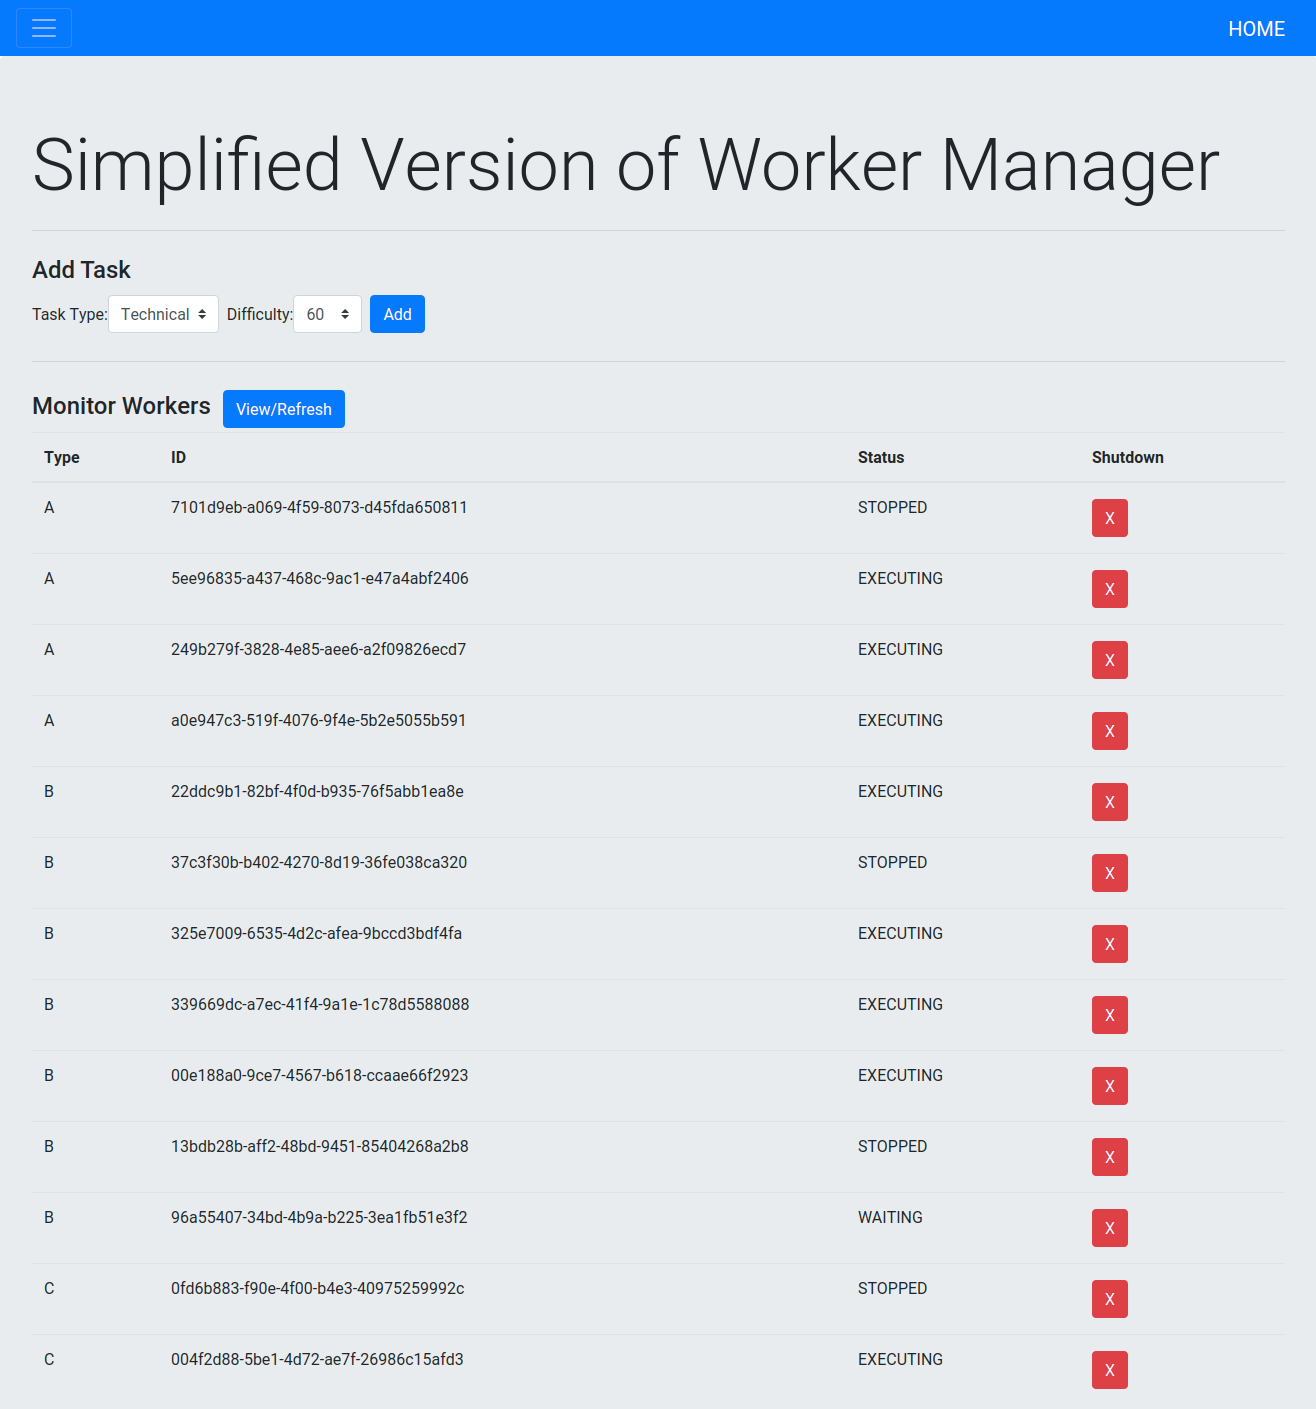 HOME
Simplified Version of Worker Manager
Add Task
Task Type: Technical Difficulty: 60 Add
Monitor Workers View/Refresh
Type ID Status Shutdown
A 7101d9eb-a069-4f59-8073-d45fda650811 STOPPED X
A 5ee96835-a437-468c-9ac1-e47a4abf2406 EXECUTING X
A 249b279f-3828-4e85-aee6-a2f09826ecd7 EXECUTING X
A a0e947c3-519f-4076-9f4e-5b2e5055b591 EXECUTING X
B 22ddc9b1-82bf-4f0d-b935-76f5abb1ea8e EXECUTING X
B 37c3f30b-b402-4270-8d19-36fe038ca320 STOPPED X
B 325e7009-6535-4d2c-afea-9bccd3bdf4fa EXECUTING X
B 339669dc-a7ec-41f4-9a1e-1c78d5588088 EXECUTING X
B 00e188a0-9ce7-4567-b618-ccaae66f2923 EXECUTING X
B 13bdb28b-aff2-48bd-9451-85404268a2b8 STOPPED X
B 96a55407-34bd-4b9a-b225-3ea1fb51e3f2 WAITING X
C 0fd6b883-f90e-4f00-b4e3-40975259992c STOPPED X
C 004f2d88-5be1-4d72-ae7f-26986c15afd3 EXECUTING X